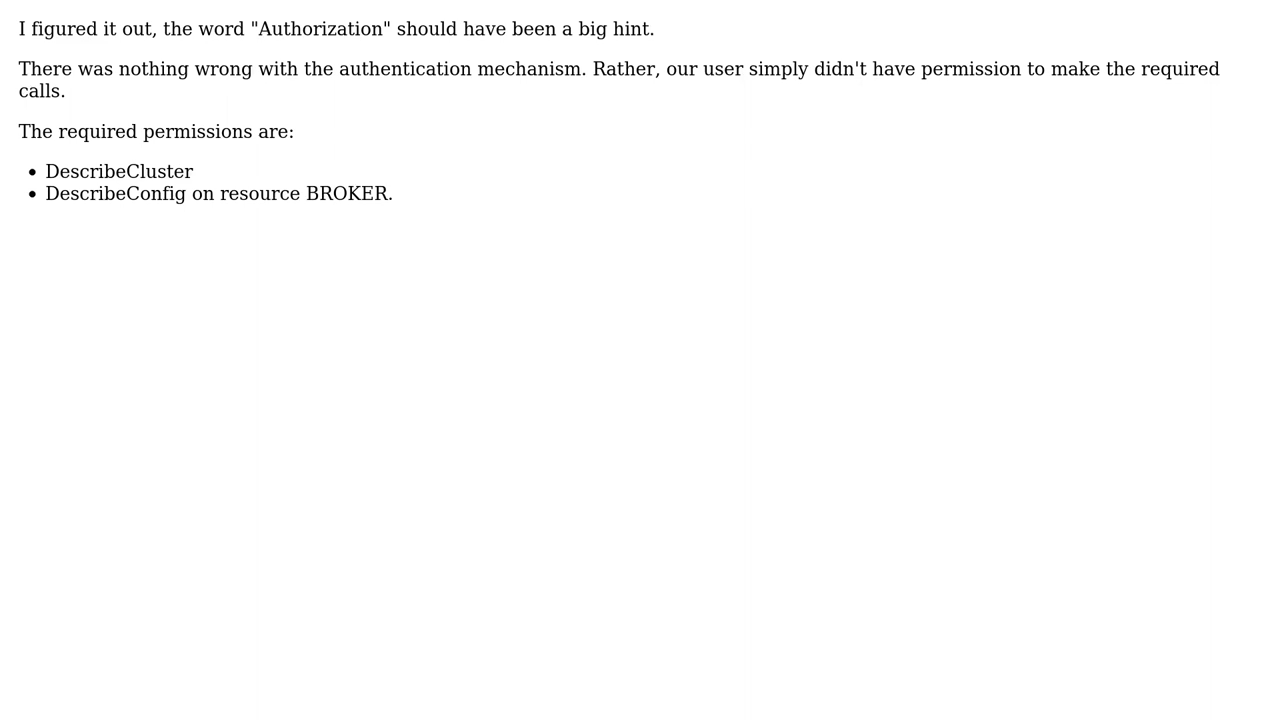 I figured it out, the word "Authorization" should have been a big hint.
There was nothing wrong with the authentication mechanism. Rather, our user simply didn't have permission to make the required
calls.
The required permissions are:
• DescribeCluster
• DescribeConfig on resource BROKER.